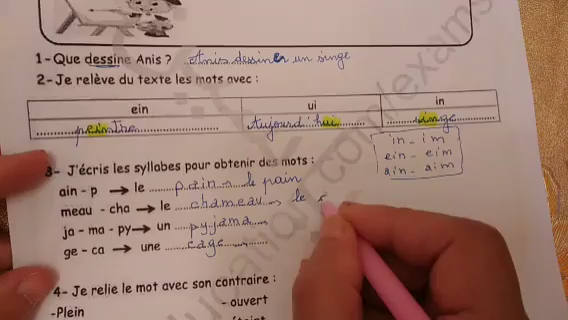 1- Que dessine Anis ? Anis dessiner un singe
2- Je relève du texte les mots avec :
ein ui in
peintre Aujourd'hui singe
in - im
ein - eim
ain - aim
3- J'écris les syllabes pour obtenir des mots :
ain - p → le pain → le pain
meau - cha → le chameau → le
ja - ma - py → un pyjama
ge - ca → une cage
4- Je relie le mot avec son contraire :
-Plein - ouvert